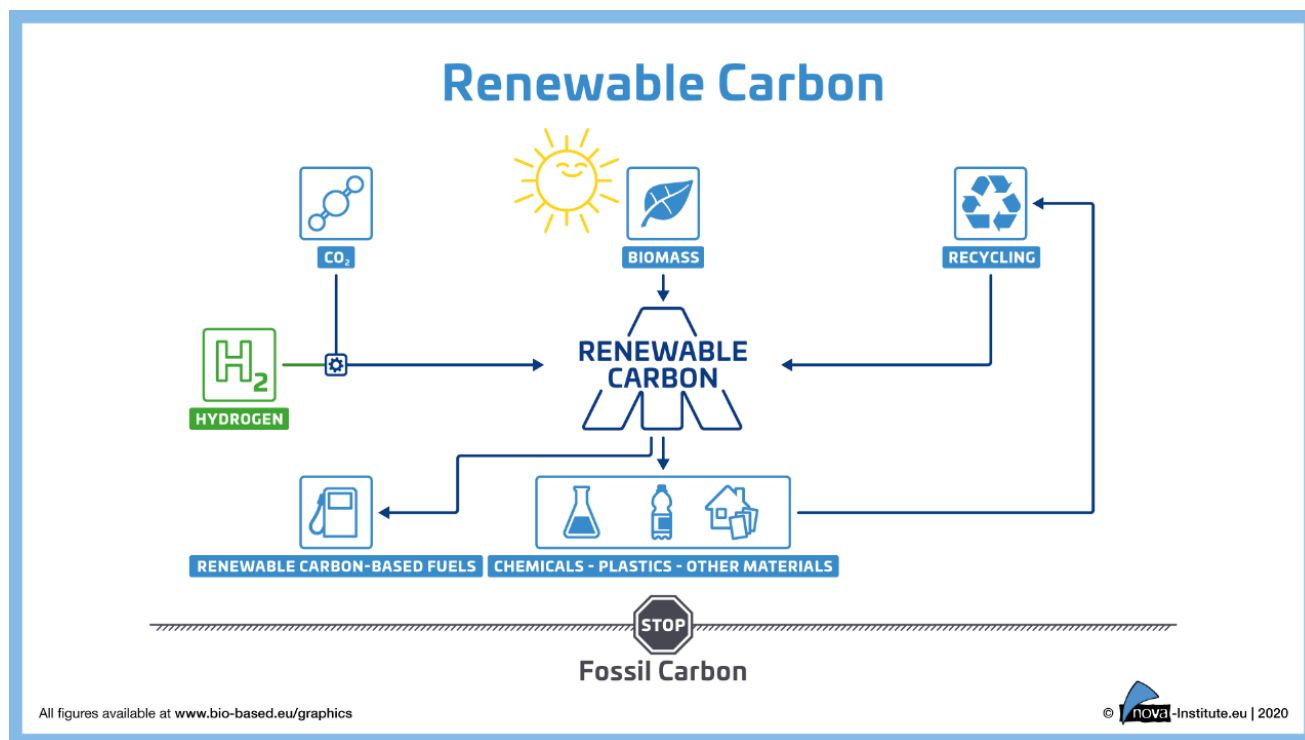 Renewable Carbon
CO₂
BIOMASS
RECYCLING
H₂
HYDROGEN
RENEWABLE
CARBON
RENEWABLE CARBON-BASED FUELS
CHEMICALS - PLASTICS - OTHER MATERIALS
STOP
Fossil Carbon
All figures available at www.bio-based.eu/graphics
© nova-Institute.eu | 2020